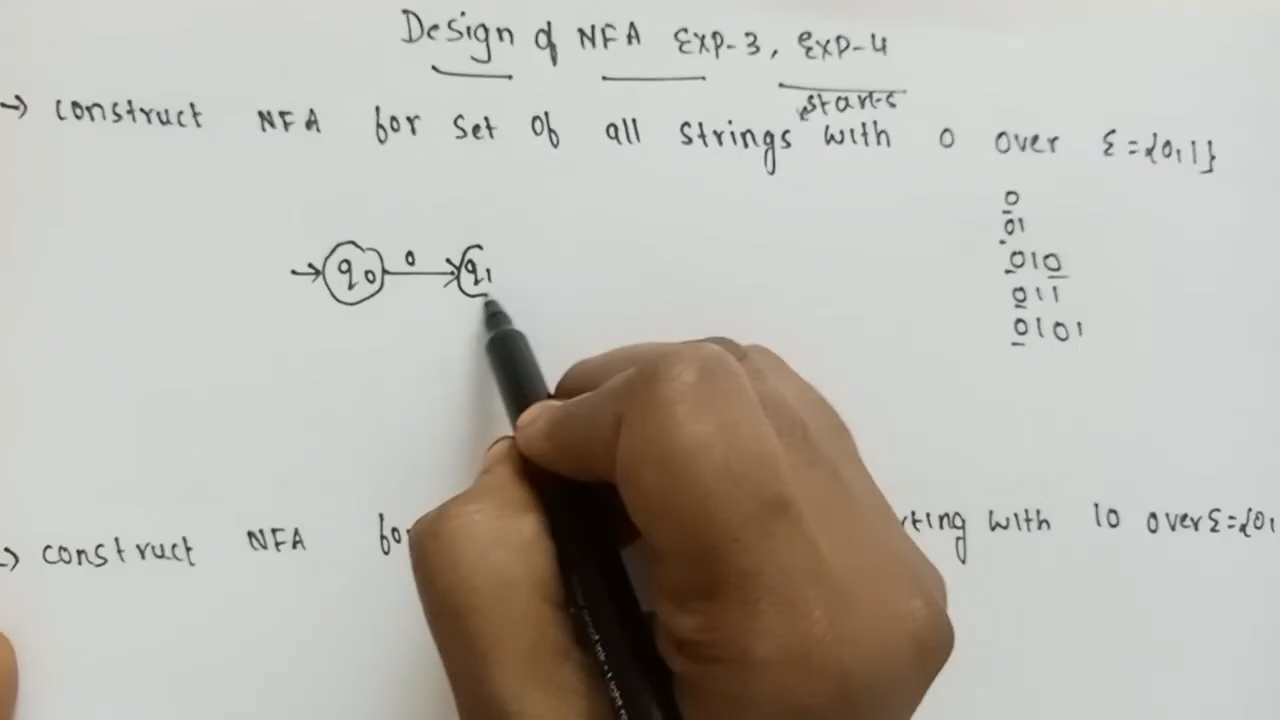 Design of NFA Exp-3, Exp-4
→ construct NFA for set of all strings starts with 0 over Σ={0,1}
0
01
010
011
0101
→ q0 0 q1
→ construct NFA for rting with 10 over Σ={0,